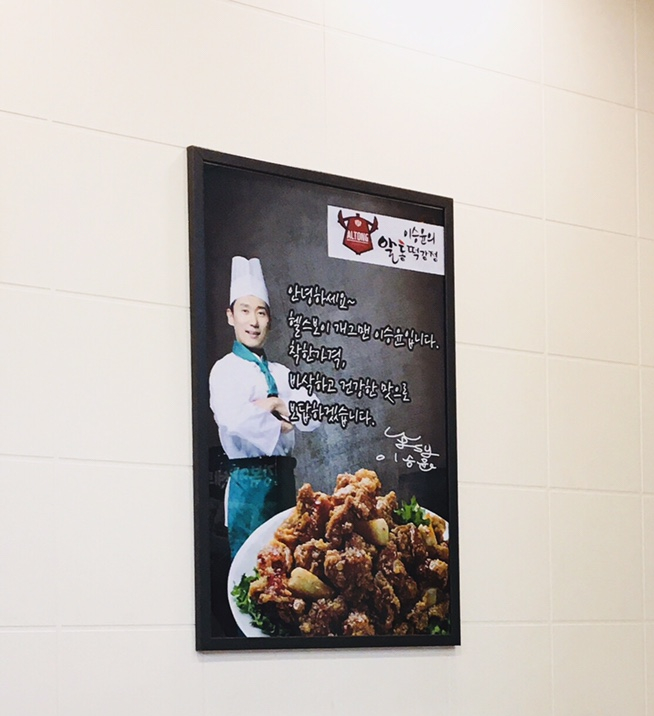 ALTONG
이승윤의
알통떡강정
안녕하세요~
헬스보이 개그맨 이승윤입니다.
착한가격,
바삭하고 건강한 맛으로
보답하겠습니다.
이승윤